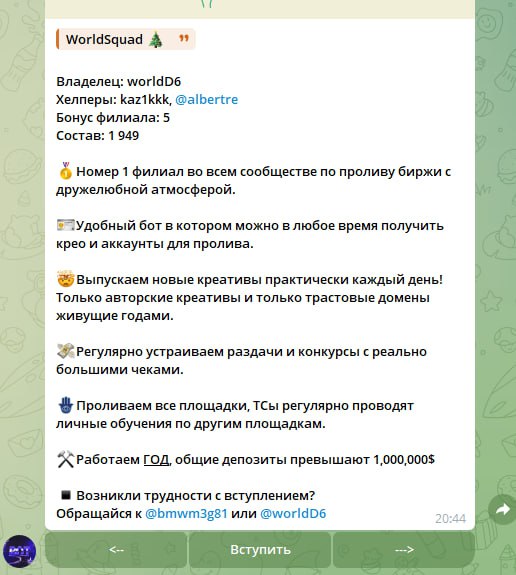 WorldSquad 🎄
Владелец: worldD6
Хелперы: kaz1kkk, @albertre
Бонус филиала: 5
Состав: 1 949
🥇Номер 1 филиал во всем сообществе по проливу биржи с
дружелюбной атмосферой.
🪪Удобный бот в котором можно в любое время получить
крео и аккаунты для пролива.
🤯Выпускаем новые креативы практически каждый день!
Только авторские креативы и только трастовые домены
живущие годами.
💸Регулярно устраиваем раздачи и конкурсы с реально
большими чеками.
🪬Проливаем все площадки, ТСы регулярно проводят
личные обучения по другим площадкам.
⚒Работаем ГОД, общие депозиты превышают 1,000,000$
◾️Возникли трудности с вступлением?
Обращайся к @bmwm3g81 или @worldD6
20:44
<-- Вступить --->